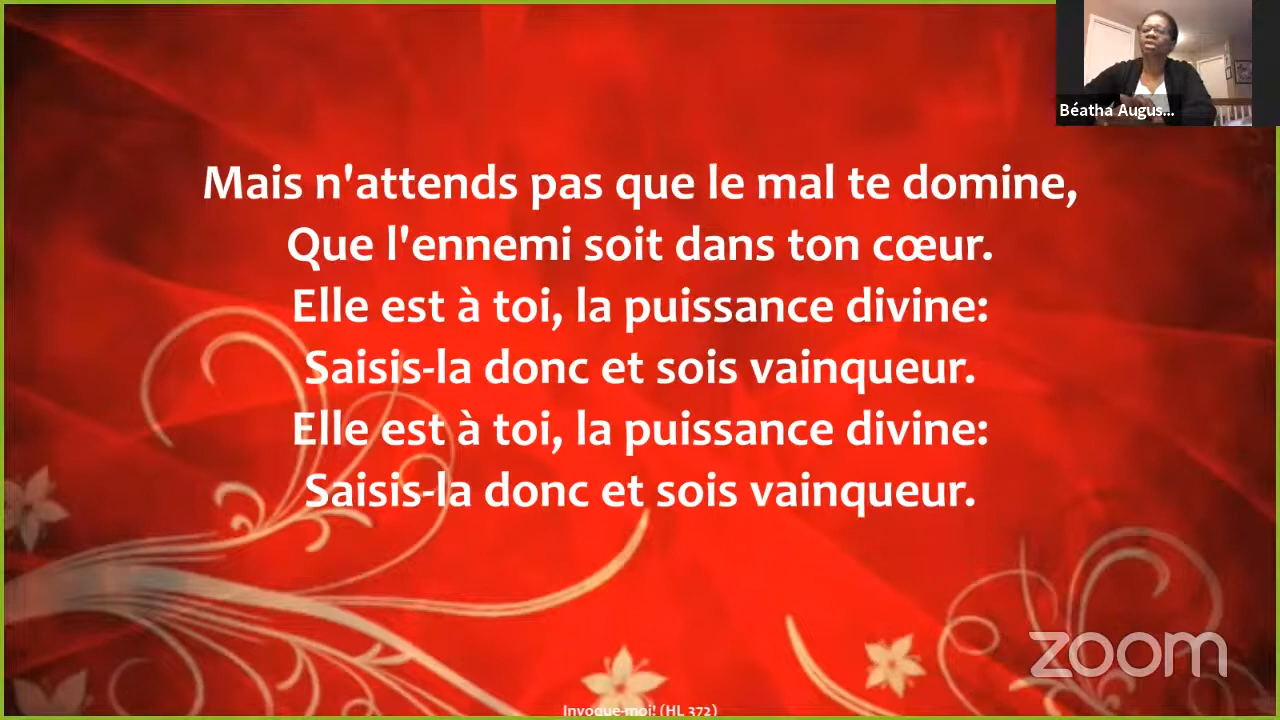 Béatha Augus...
Mais n'attends pas que le mal te domine,
Que l'ennemi soit dans ton cœur.
Elle est à toi, la puissance divine:
Saisis-la donc et sois vainqueur.
Elle est à toi, la puissance divine:
Saisis-la donc et sois vainqueur.
zoom
Invoque-moi! (HL 372)